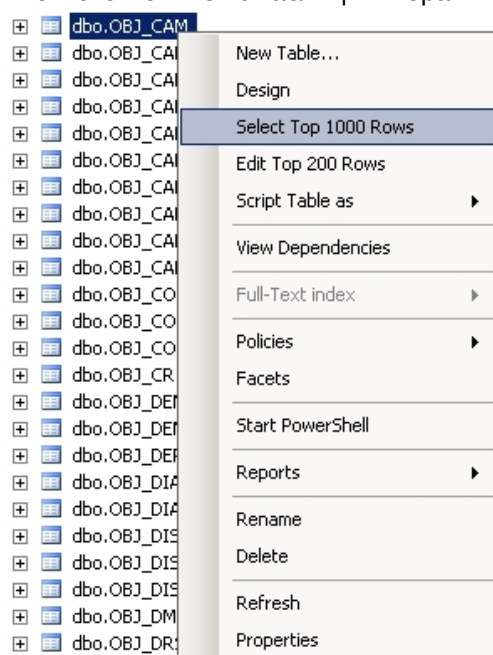 dbo.OBJ_CAM
dbo.OBJ_CA
dbo.OBJ_CA
dbo.OBJ_CA
dbo.OBJ_CA
dbo.OBJ_CA
dbo.OBJ_CA
dbo.OBJ_CA
dbo.OBJ_CA
dbo.OBJ_CA
dbo.OBJ_CO
dbo.OBJ_CO
dbo.OBJ_CO
dbo.OBJ_CR
dbo.OBJ_DE
dbo.OBJ_DE
dbo.OBJ_DE
dbo.OBJ_DIA
dbo.OBJ_DIA
dbo.OBJ_DIS
dbo.OBJ_DIS
dbo.OBJ_DIS
dbo.OBJ_DM
dbo.OBJ_DR
New Table...
Design
Select Top 1000 Rows
Edit Top 200 Rows
Script Table as
View Dependencies
Full-Text index
Policies
Facets
Start PowerShell
Reports
Rename
Delete
Refresh
Properties